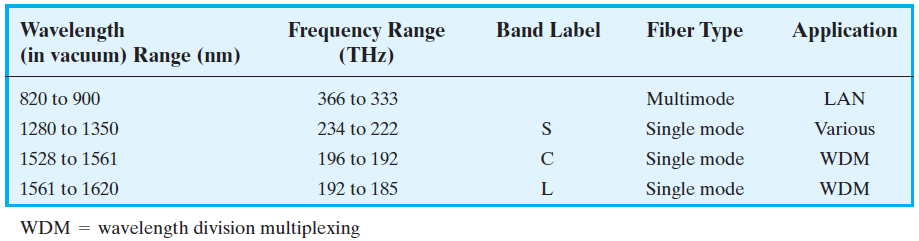 Wavelength Frequency Range Band Label Fiber Type Application
(in vacuum) Range (nm) (THz)
820 to 900 366 to 333 Multimode LAN
1280 to 1350 234 to 222 S Single mode Various
1528 to 1561 196 to 192 C Single mode WDM
1561 to 1620 192 to 185 L Single mode WDM
WDM = wavelength division multiplexing